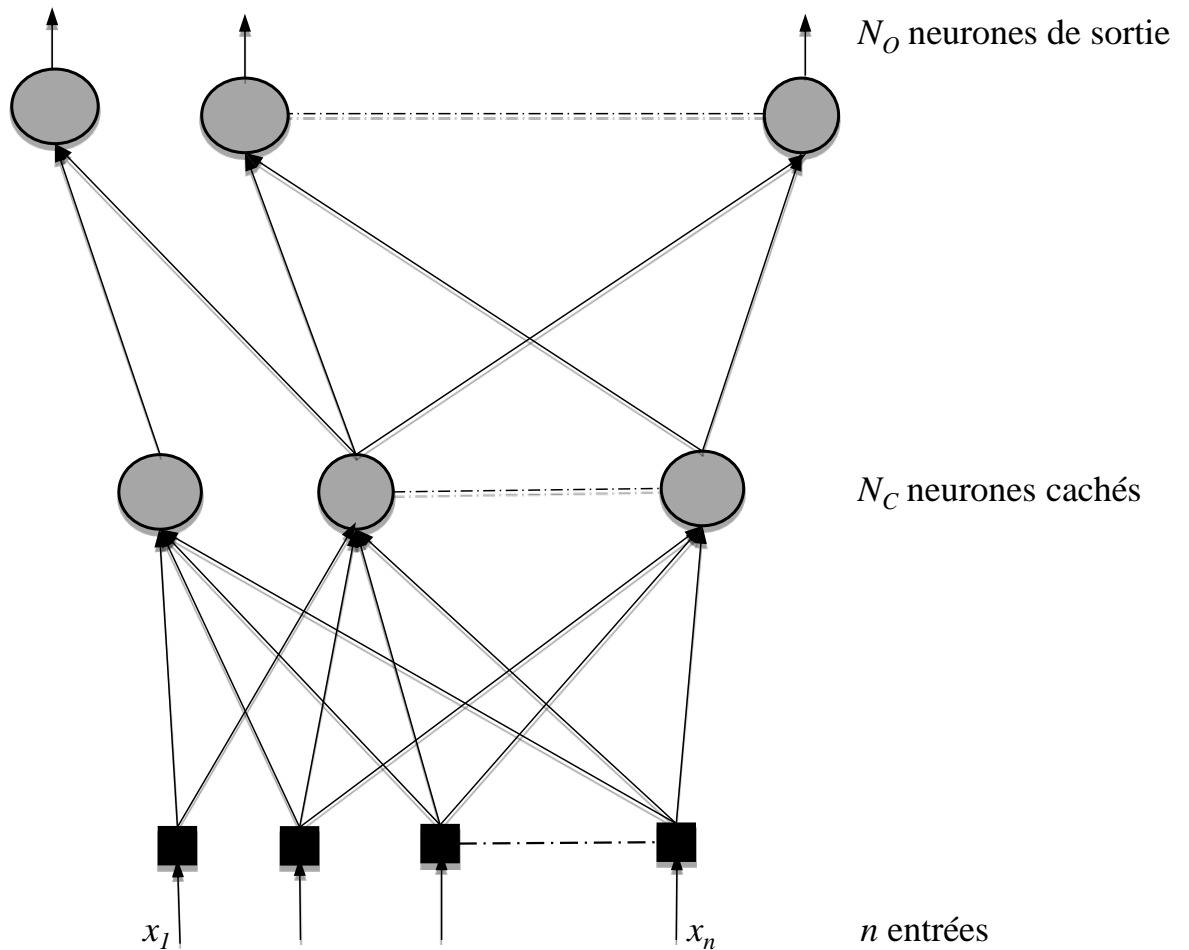 N_O neurones de sortie
N_C neurones cachés
x_1
x_n
n entrées